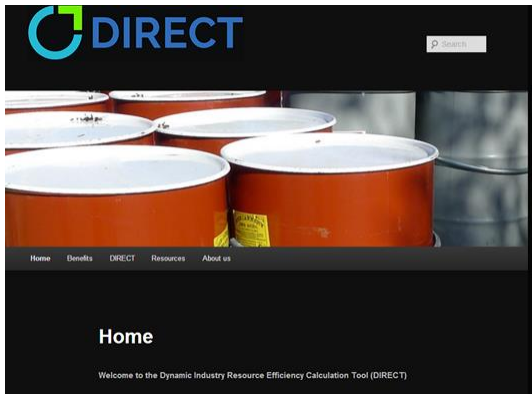 DIRECT
Search
Home Benefits DIRECT Resources About us
Home
Welcome to the Dynamic Industry Resource Efficiency Calculation Tool (DIRECT)